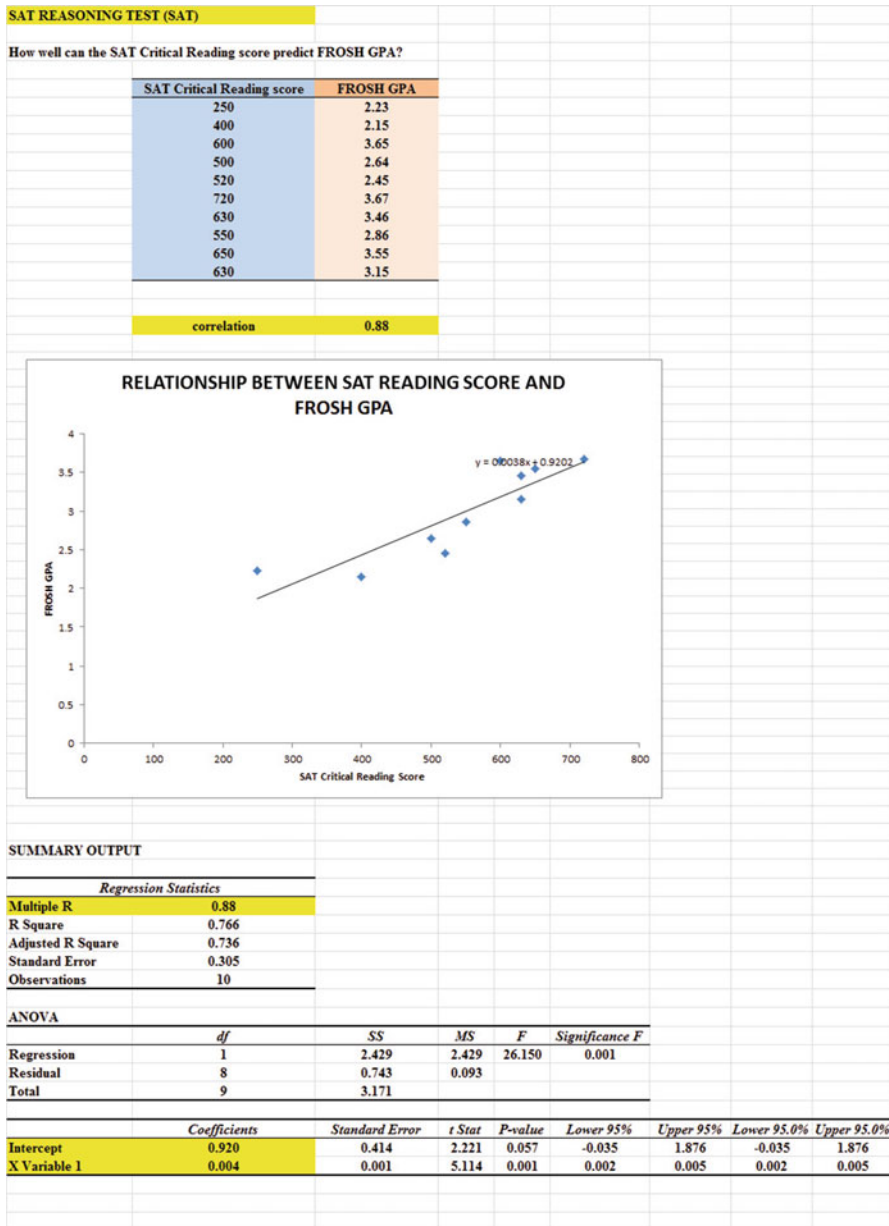 SAT REASONING TEST (SAT)
How well can the SAT Critical Reading score predict FROSH GPA?
SAT Critical Reading score FROSH GPA
250 2.23
400 2.15
600 3.65
500 2.64
520 2.45
720 3.67
630 3.46
550 2.86
650 3.55
630 3.15
correlation 0.88
RELATIONSHIP BETWEEN SAT READING SCORE AND
FROSH GPA
y = 0.0038x + 0.9202
4
3.5
3
2.5
2
1.5
1
0.5
0
FROSH GPA
0 100 200 300 400 500 600 700 800
SAT Critical Reading Score
SUMMARY OUTPUT
Regression Statistics
Multiple R 0.88
R Square 0.766
Adjusted R Square 0.736
Standard Error 0.305
Observations 10
ANOVA
df SS MS F Significance F
Regression 1 2.429 2.429 26.150 0.001
Residual 8 0.743 0.093
Total 9 3.171
Coefficients Standard Error t Stat P-value Lower 95% Upper 95% Lower 95.0% Upper 95.0%
Intercept 0.920 0.414 2.221 0.057 -0.035 1.876 -0.035 1.876
X Variable 1 0.004 0.001 5.114 0.001 0.002 0.005 0.002 0.005